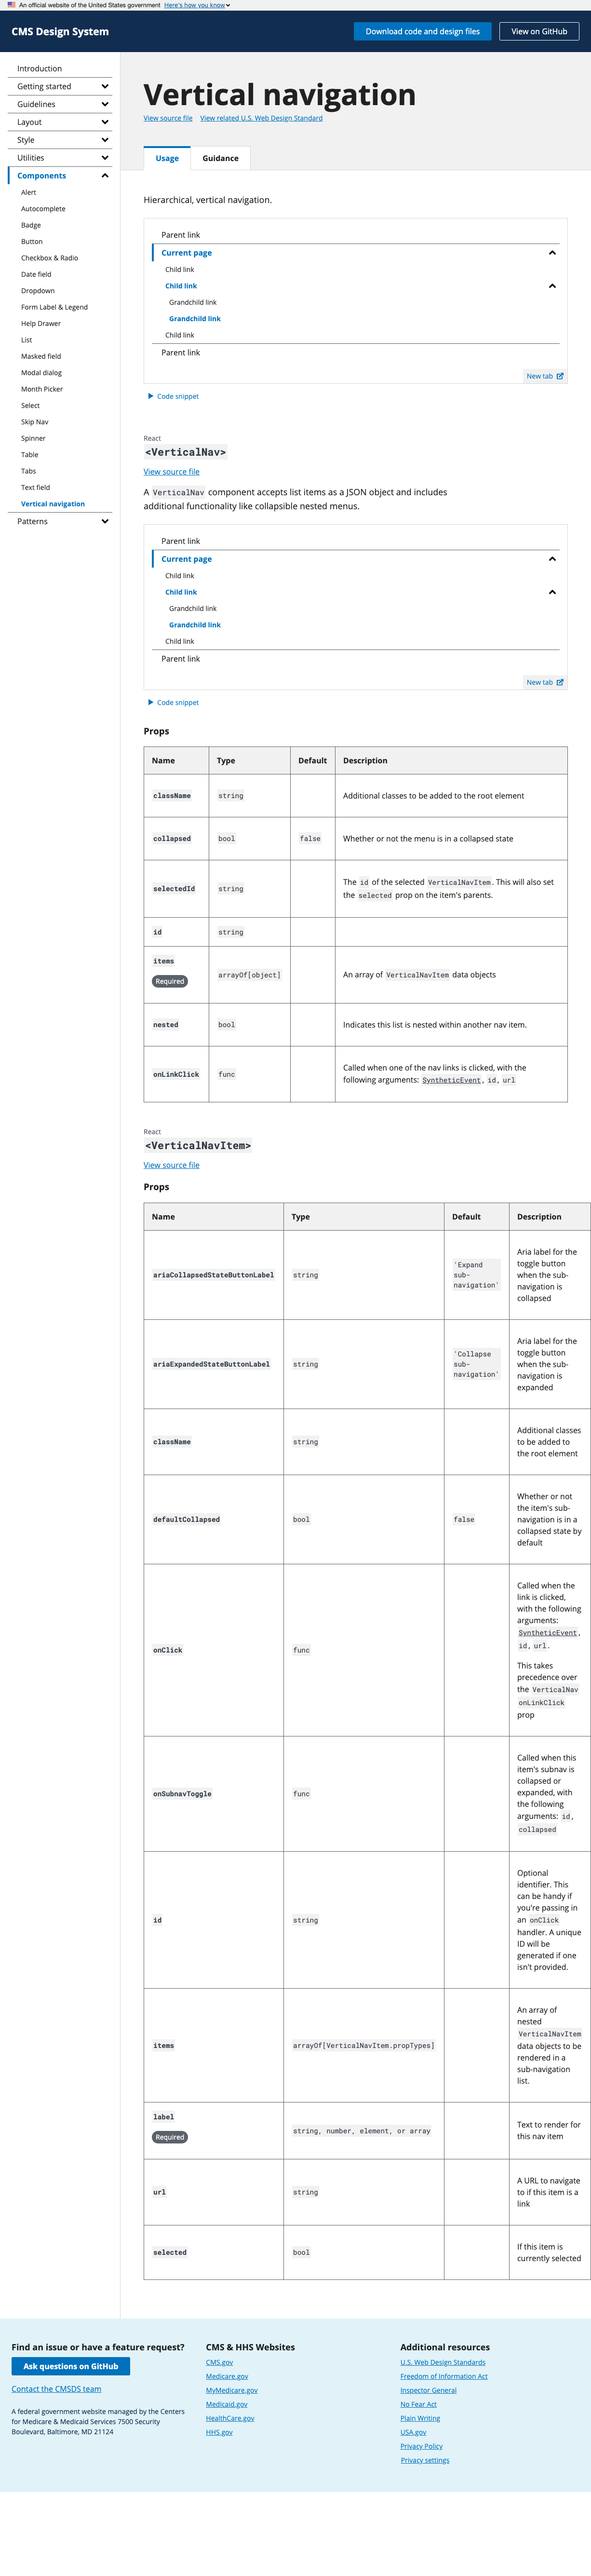 An official website of the United States government Here's how you know
CMS Design System
Download code and design files
View on GitHub
Introduction
Getting started
Guidelines
Layout
Style
Utilities
Components
Alert
Autocomplete
Badge
Button
Checkbox & Radio
Date field
Dropdown
Form Label & Legend
Help Drawer
List
Masked field
Modal dialog
Month Picker
Select
Skip Nav
Spinner
Table
Tabs
Text field
Vertical navigation
Patterns
Vertical navigation
View source file View related U.S. Web Design Standard
Usage Guidance
Hierarchical, vertical navigation.
Parent link
Current page
Child link
Child link
Grandchild link
Grandchild link
Child link
Parent link
New tab
Code snippet
React
<VerticalNav>
View source file
A VerticalNav component accepts list items as a JSON object and includes
additional functionality like collapsible nested menus.
Parent link
Current page
Child link
Child link
Grandchild link
Grandchild link
Child link
Parent link
New tab
Code snippet
Props
Name Type Default Description
className string Additional classes to be added to the root element
collapsed bool false Whether or not the menu is in a collapsed state
selectedId string The id of the selected VerticalNavItem. This will also set
the selected prop on the item's parents.
id string
items
Required
arrayOf[object] An array of VerticalNavItem data objects
nested bool Indicates this list is nested within another nav item.
onLinkClick func Called when one of the nav links is clicked, with the
following arguments: SyntheticEvent, id, url
React
<VerticalNavItem>
View source file
Props
Name Type Default Description
ariaCollapsedStateButtonLabel string
'Expand
sub-
navigation'
Aria label for the
toggle button
when the sub-
navigation is
collapsed
ariaExpandedStateButtonLabel string
'Collapse
sub-
navigation'
Aria label for the
toggle button
when the sub-
navigation is
expanded
className string
Additional classes
to be added to
the root element
defaultCollapsed bool false
Whether or not
the item's sub-
navigation is in a
collapsed state by
default
onClick func
Called when the
link is clicked,
with the following
arguments:
SyntheticEvent,
id, url.
This takes
precedence over
the VerticalNav
onLinkClick
prop
onSubnavToggle func
Called when this
item's subnav is
collapsed or
expanded, with
the following
arguments: id,
collapsed
id string
Optional
identifier. This
can be handy if
you're passing in
an onClick
handler. A unique
ID will be
generated if one
isn't provided.
items arrayOf[VerticalNavItem.propTypes]
An array of
nested
VerticalNavItem
data objects to be
rendered in a
sub-navigation
list.
label
Required
string, number, element, or array
Text to render for
this nav item
url string
A URL to navigate
to if this item is a
link
selected bool
If this item is
currently selected
Find an issue or have a feature request?
Ask questions on GitHub
Contact the CMSDS team
A federal government website managed by the Centers
for Medicare & Medicaid Services 7500 Security
Boulevard, Baltimore, MD 21124
CMS & HHS Websites
CMS.gov
Medicare.gov
MyMedicare.gov
Medicaid.gov
HealthCare.gov
HHS.gov
Additional resources
U.S. Web Design Standards
Freedom of Information Act
Inspector General
No Fear Act
Plain Writing
USA.gov
Privacy Policy
Privacy settings